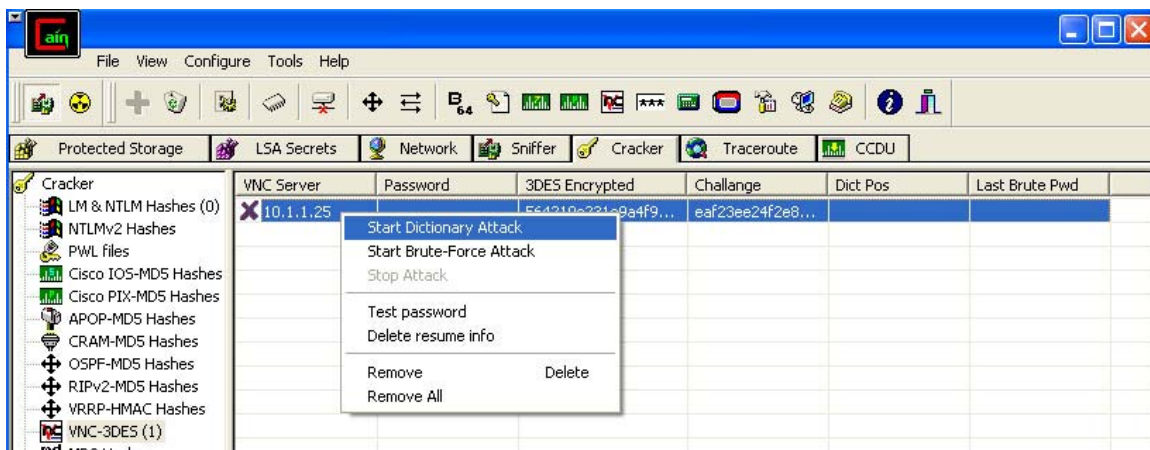 Cain
File View Configure Tools Help
B64
***
Protected Storage LSA Secrets Network Sniffer Cracker Traceroute CCDU
Cracker
LM & NTLM Hashes (0)
NTLMv2 Hashes
PWL files
Cisco IOS-MD5 Hashes
Cisco PIX-MD5 Hashes
APOP-MD5 Hashes
CRAM-MD5 Hashes
OSPF-MD5 Hashes
RIPv2-MD5 Hashes
VRRP-HMAC Hashes
VNC-3DES (1)
VNC Server Password 3DES Encrypted Challange Dict Pos Last Brute Pwd
10.1.1.25 eaf23ee24f2e8...
Start Dictionary Attack
Start Brute-Force Attack
Stop Attack
Test password
Delete resume info
Remove Delete
Remove All